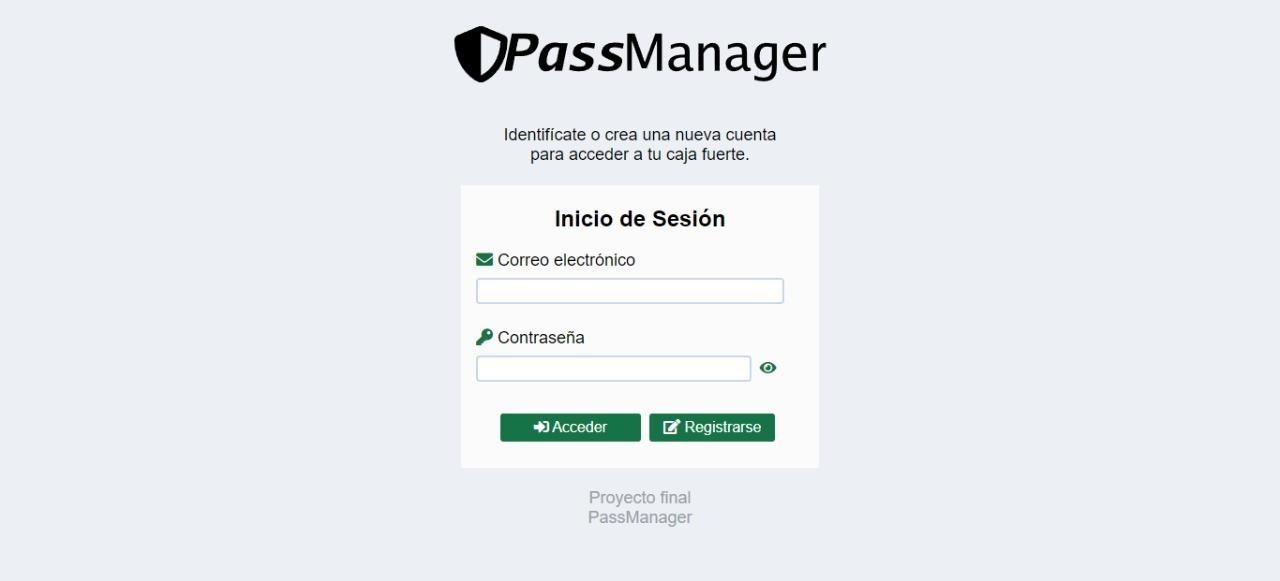 PassManager
Identifícate o crea una nueva cuenta
para acceder a tu caja fuerte.
Inicio de Sesión
Correo electrónico
Contraseña
Acceder Registrarse
Proyecto final
PassManager